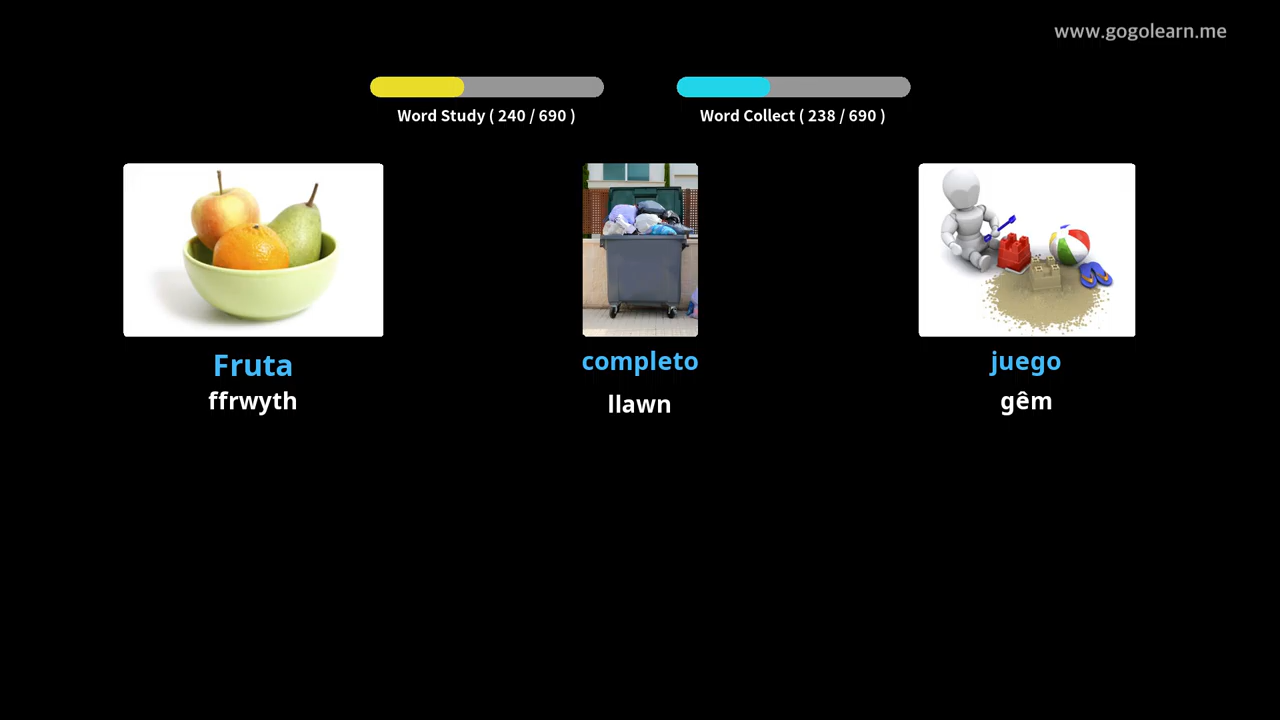 www.gogolearn.me
Word Study ( 240 / 690 )
Word Collect ( 238 / 690 )
Fruta
ffrwyth
completo
llawn
juego
gêm